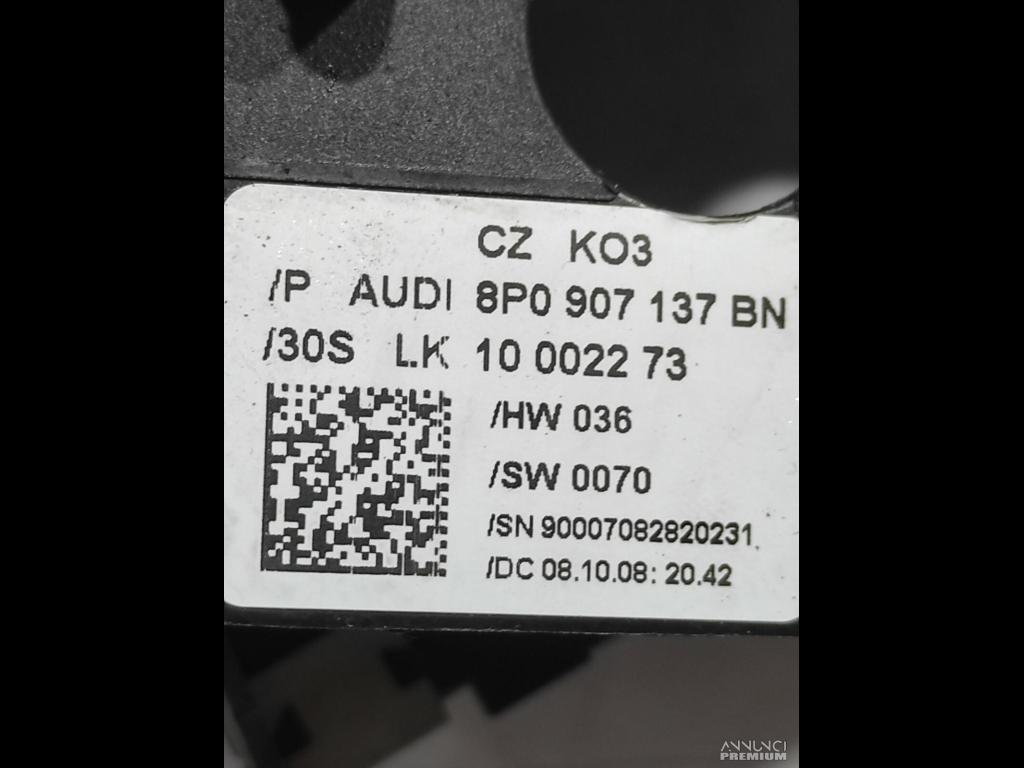 CZ KO3
/P AUDI 8P0 907 137 BN
/30S LK 10 0022 73
/HW 036
/SW 0070
/SN 90007082820231
/DC 08.10.08: 20.42
ANNUNCI
PREMIUM